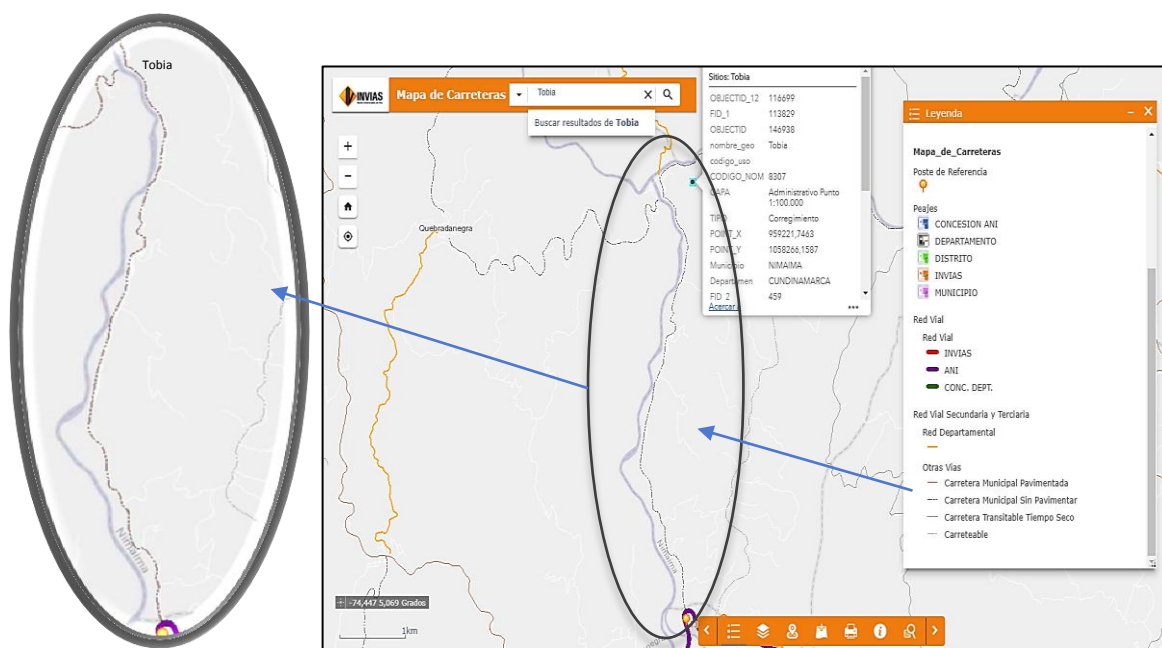 Tobia
Nimaima
INVIAS
Mapa de Carreteras
Tobia
Buscar resultados de Tobia
Quebradanegra
Nimaima
-74,447 5,069 Grados
1km
Sitios: Tobia
OBJECTID_12 116699
FID_1 113829
OBJECTID 146938
nombre_geo Tobia
codigo_uso
CODIGO_NOM 8307
CAPA Administrativo Punto
1:100.000
TIPO Corregimiento
POINT_X 959221,7463
POINT_Y 1058266,1587
Municipio NIMAIMA
Departamen CUNDINAMARCA
FID_2 459
Acercar a
Leyenda
Mapa_de_Carreteras
Poste de Referencia
Peajes
CONCESION ANI
DEPARTAMENTO
DISTRITO
INVIAS
MUNICIPIO
Red Vial
Red Vial
INVIAS
ANI
CONC. DEPT.
Red Vial Secundaria y Terciaria
Red Departamental
Otras Vias
Carretera Municipal Pavimentada
Carretera Municipal Sin Pavimentar
Carretera Transitable Tiempo Seco
Carreteable